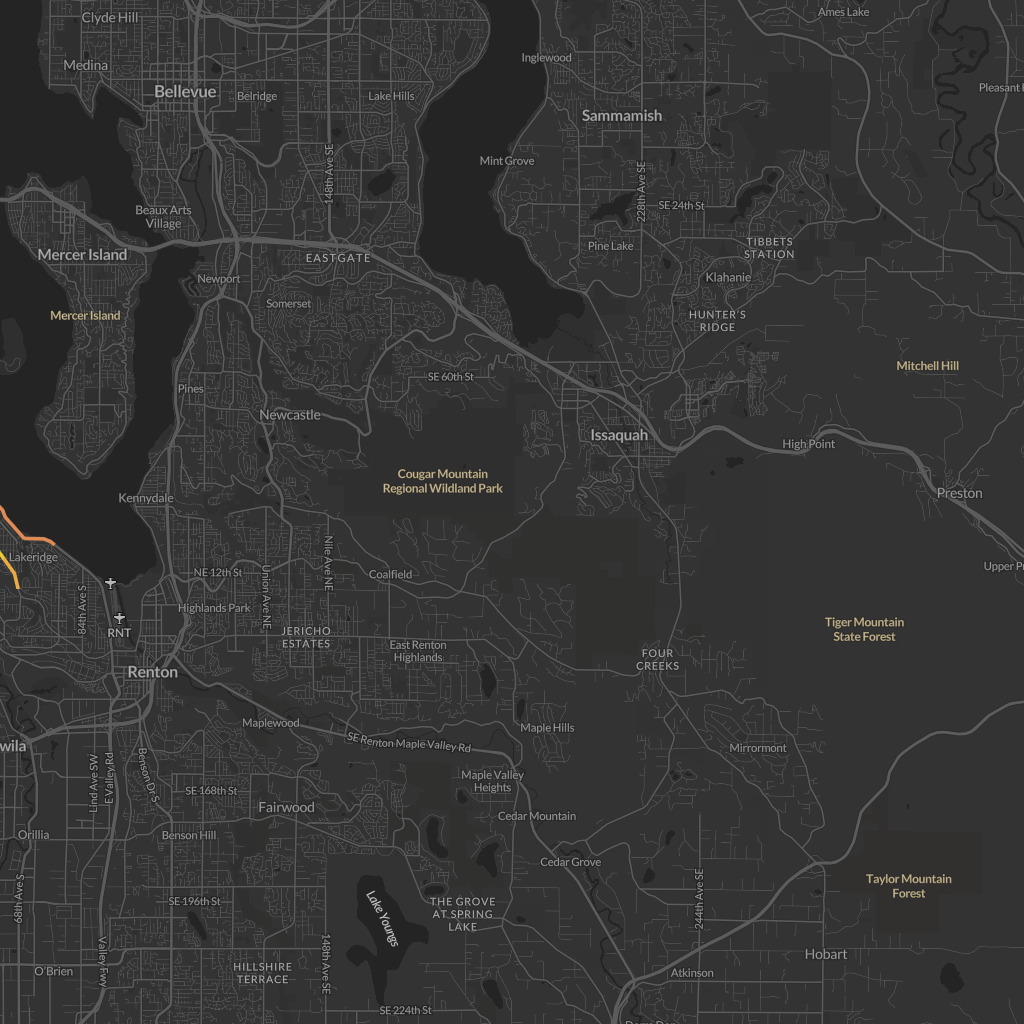 Clyde Hill
Ames Lake
Inglewood
Medina
Bellevue
Belridge
Lake Hills
Sammamish
Mint Grove
148th Ave SE
228th Ave SE
SE 24th St
Beaux Arts
Village
Mercer Island
EASTGATE
Pine Lake
TIBBETS
STATION
Newport
Klahanie
Somerset
Mercer Island
HUNTER'S
RIDGE
Mitchell Hill
SE 60th St
Pines
Newcastle
Issaquah
High Point
Cougar Mountain
Regional Wildland Park
Kennydale
Preston
Lakeridge
NE 12th St
Nile Ave NE
Coalfield
84th Ave S
Union Ave NE
Highlands Park
RNT
JERICHO
ESTATES
East Renton
Highlands
Tiger Mountain
State Forest
FOUR
CREEKS
Renton
Maplewood
SE Renton Maple Valley Rd
Maple Hills
Mirrormont
Lind Ave SW
E Valley Rd
Benson Dr S
Maple Valley
Heights
SE 168th St
Fairwood
Cedar Mountain
Orillia
Benson Hill
Cedar Grove
Taylor Mountain
Forest
68th Ave S
SE 196th St
Lake Youngs
THE GROVE
AT SPRING
LAKE
244th Ave SE
Valley Fwy
148th Ave SE
O'Brien
HILLSHIRE
TERRACE
Hobart
Atkinson
SE 224th St